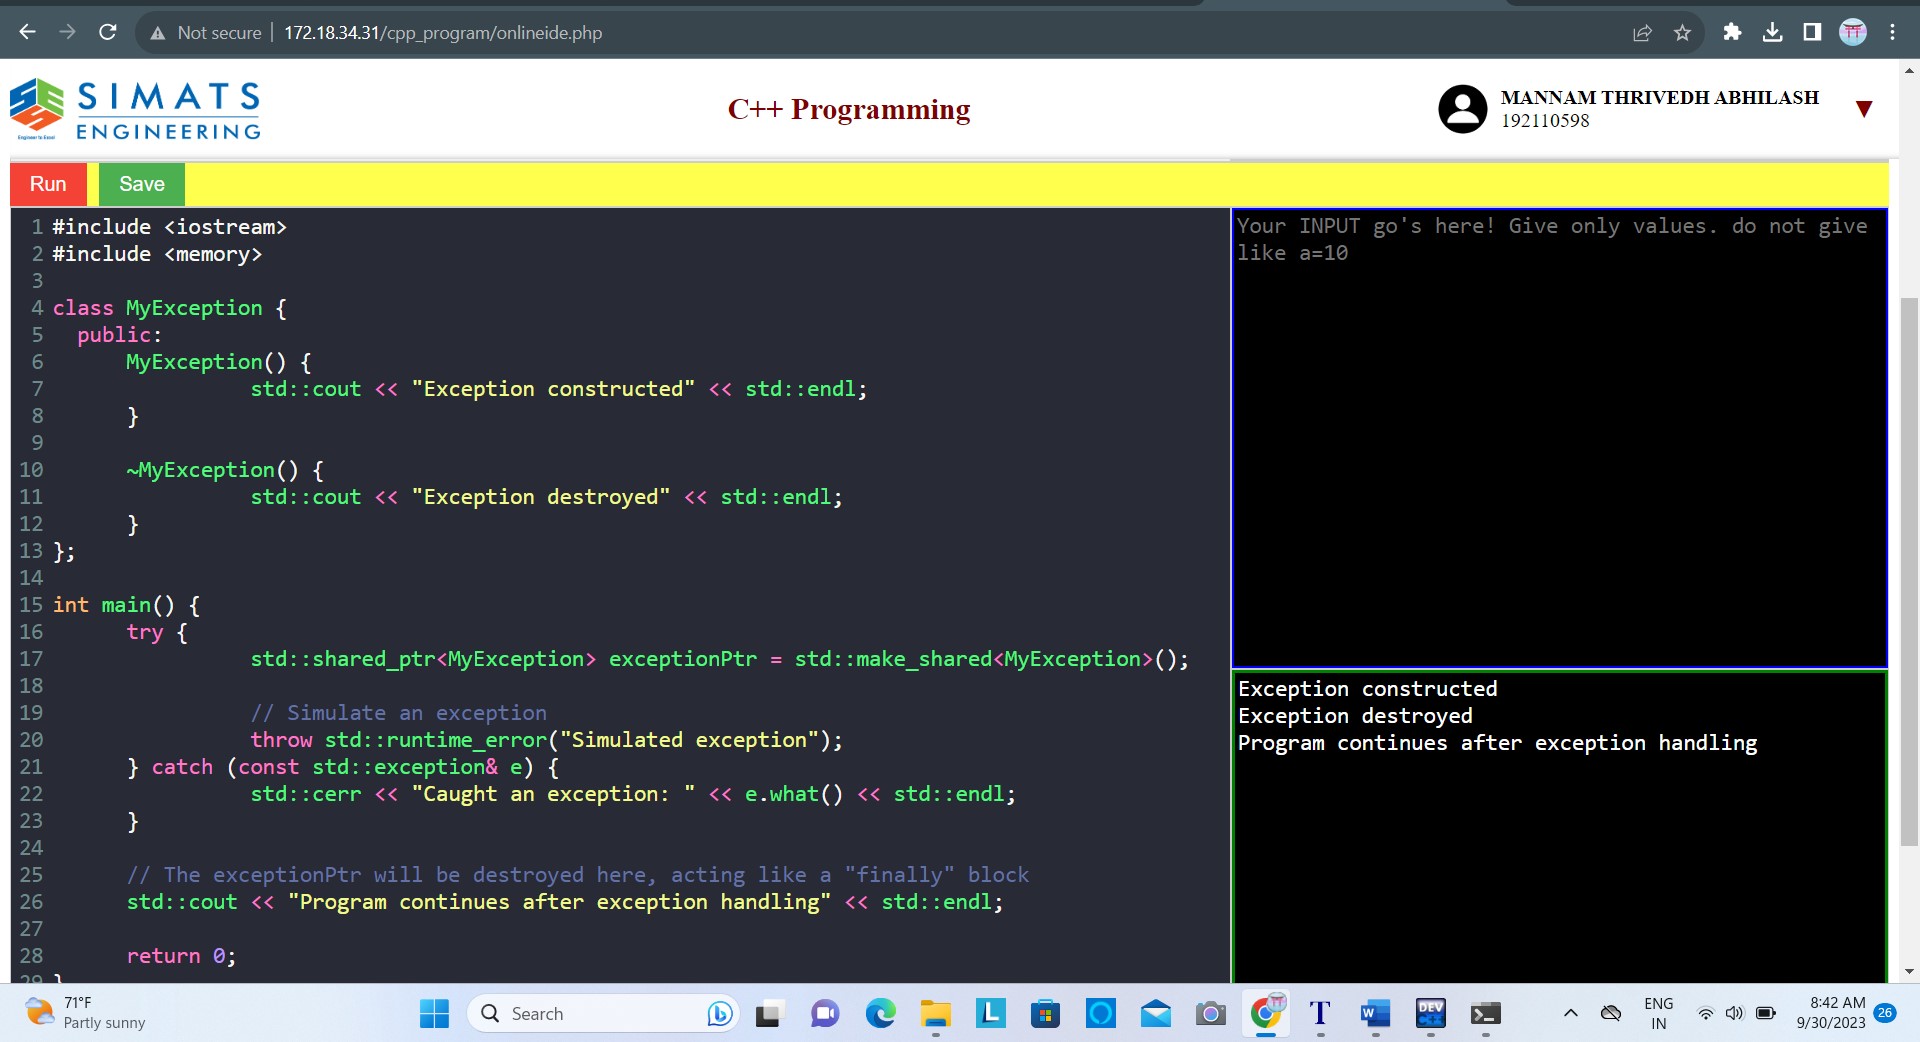 Not secure 172.18.34.31/cpp_program/onlineide.php
SIMATS
ENGINEERING
Engineer to Excel
C++ Programming
MANNAM THRIVEDH ABHILASH
192110598
Run Save
1 #include <iostream>
2 #include <memory>
3
4 class MyException {
5 public:
6 MyException() {
7 std::cout << "Exception constructed" << std::endl;
8 }
9
10 ~MyException() {
11 std::cout << "Exception destroyed" << std::endl;
12 }
13 };
14
15 int main() {
16 try {
17 std::shared_ptr<MyException> exceptionPtr = std::make_shared<MyException>();
18
19 // Simulate an exception
20 throw std::runtime_error("Simulated exception");
21 } catch (const std::exception& e) {
22 std::cerr << "Caught an exception: " << e.what() << std::endl;
23 }
24
25 // The exceptionPtr will be destroyed here, acting like a "finally" block
26 std::cout << "Program continues after exception handling" << std::endl;
27
28 return 0;
29 }
Your INPUT go's here! Give only values. do not give
like a=10
Exception constructed
Exception destroyed
Program continues after exception handling
71°F
Partly sunny
Search
L
T
W
DEV
C++
ENG
IN
8:42 AM
9/30/2023
26